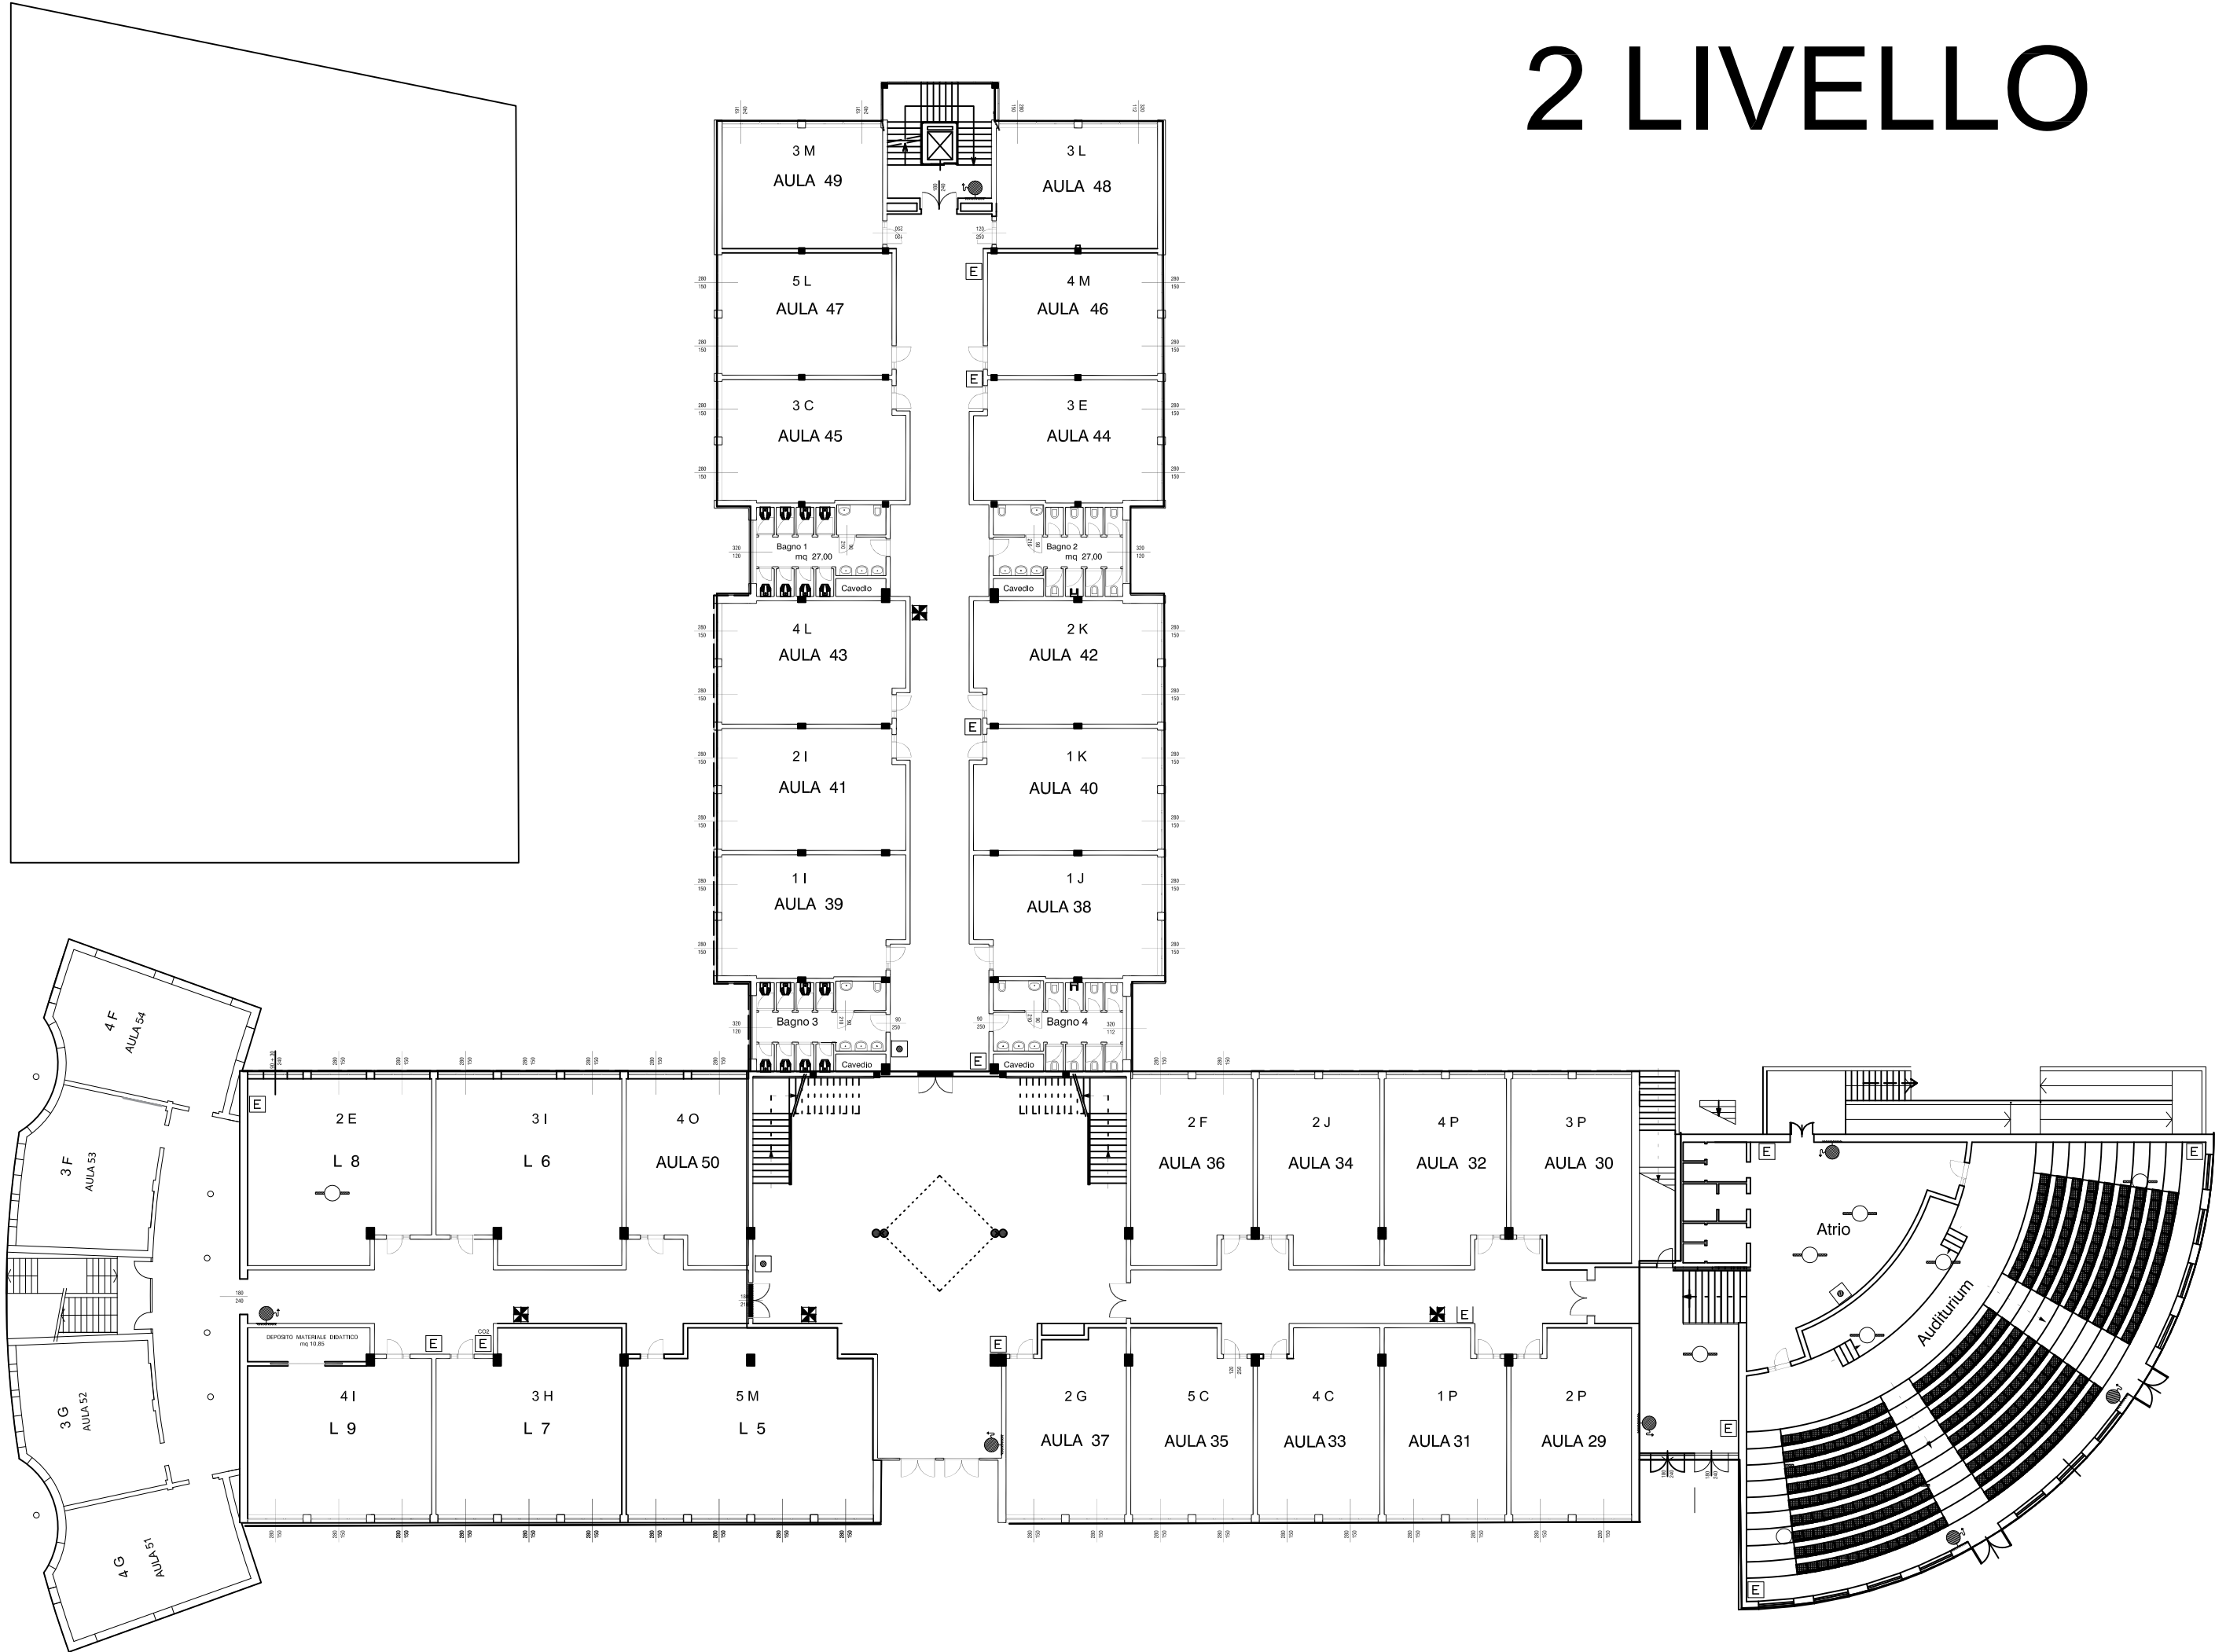 2 LIVELLO
3 M
AULA 49
3 L
AULA 48
5 L
AULA 47
4 M
AULA 46
3 C
AULA 45
3 E
AULA 44
Bagno 1
mq 27,00
Cavedio
Bagno 2
mq 27,00
Cavedio
4 L
AULA 43
2 K
AULA 42
2 I
AULA 41
1 K
AULA 40
1 I
AULA 39
1 J
AULA 38
Bagno 3
Cavedio
Bagno 4
Cavedio
4 F
AULA 54
3 F
AULA 53
3 G
AULA 52
4 G
AULA 51
2 E
L 8
3 I
L 6
4 O
AULA 50
2 F
AULA 36
2 J
AULA 34
4 P
AULA 32
3 P
AULA 30
Atrio
Auditurium
DEPOSITO MATERIALE DIDATTICO
mq 10,85
CO2
E
4 I
L 9
3 H
L 7
5 M
L 5
2 G
AULA 37
5 C
AULA 35
4 C
AULA 33
1 P
AULA 31
2 P
AULA 29